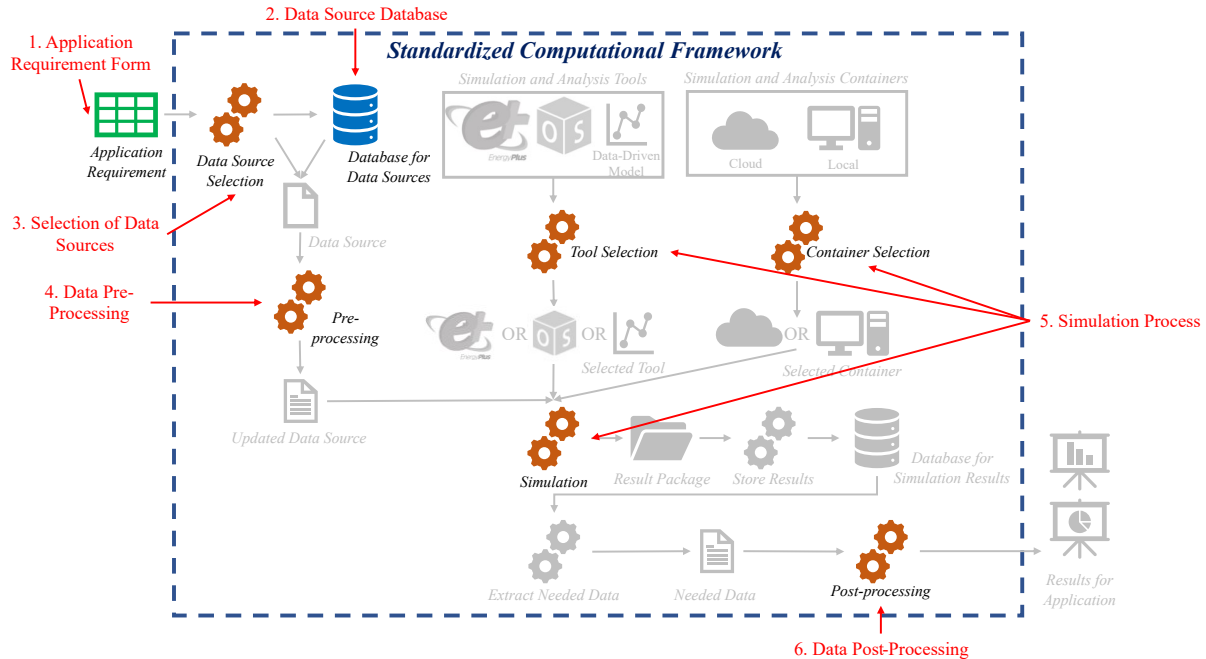 2. Data Source Database
1. Application
Requirement Form
Standardized Computational Framework
Simulation and Analysis Tools
Simulation and Analysis Containers
EnergyPlus
OS
Data-Driven
Model
Cloud
Local
Application
Requirement
Data Source
Selection
Database for
Data Sources
3. Selection of Data
Sources
Data Source
Tool Selection
Container Selection
4. Data Pre-
Processing
Pre-
processing
EnergyPlus
OR
OS
OR
OR
5. Simulation Process
Selected Tool
Selected Container
Updated Data Source
Simulation
Result Package
Store Results
Database for
Simulation Results
Extract Needed Data
Needed Data
Post-processing
Results for
Application
6. Data Post-Processing